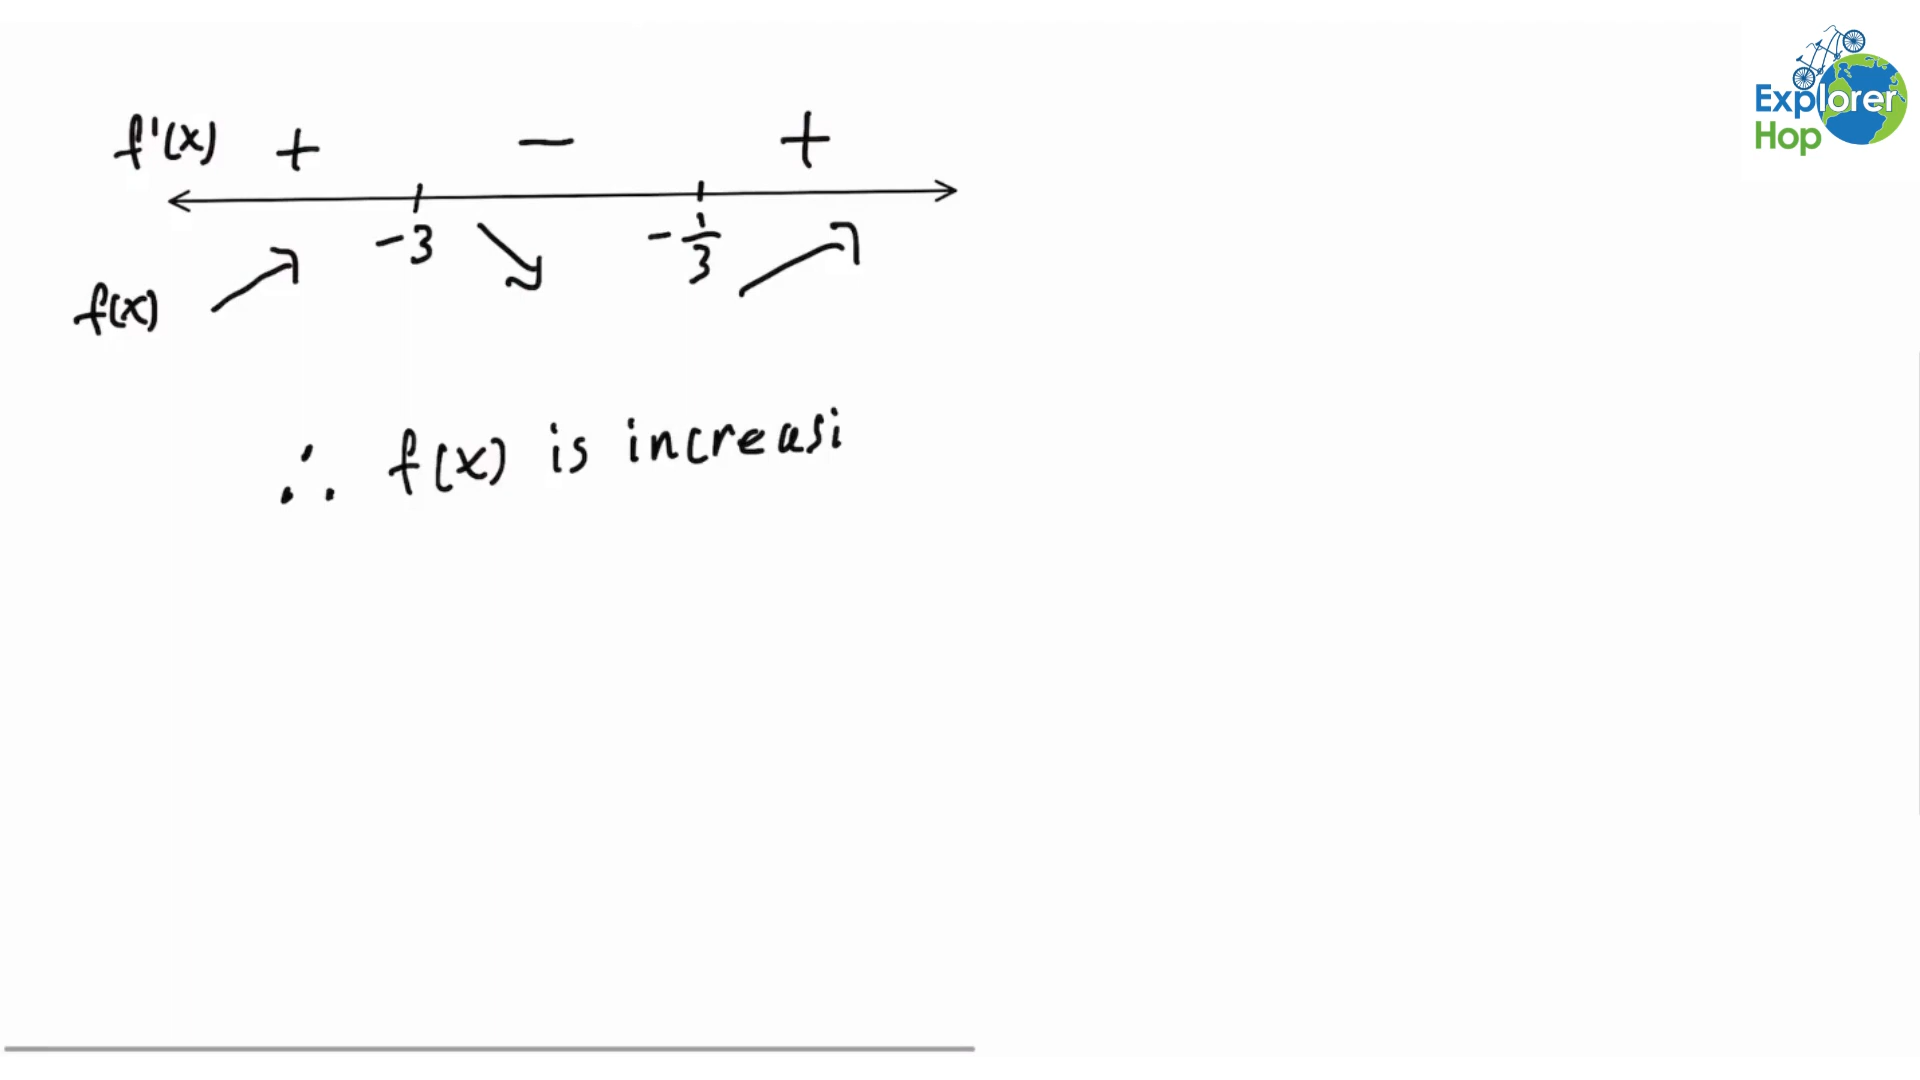 f'(x) + − +
-3 -1/3
f(x)
∴ f(x) is increasi
Explorer
Hop